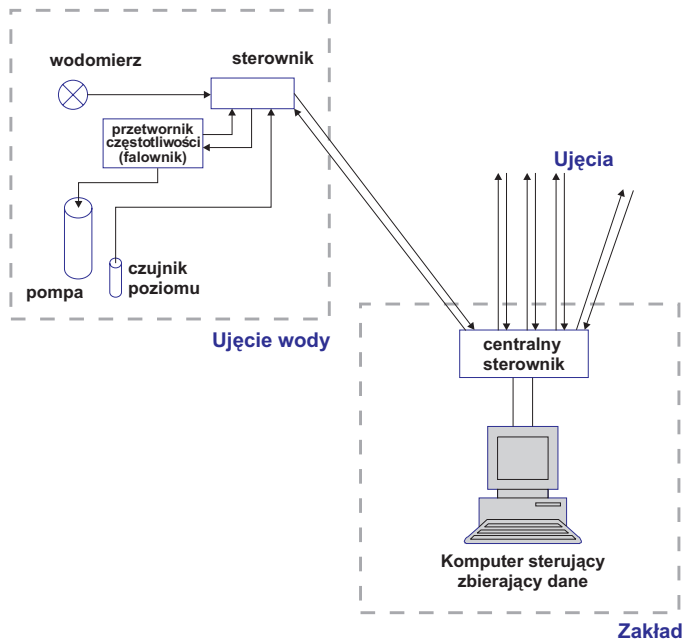 wodomierz
sterownik
przetwornik
częstotliwości
(falownik)
pompa
czujnik
poziomu
Ujęcie wody
Ujęcia
centralny
sterownik
Komputer sterujący
zbierający dane
Zakład